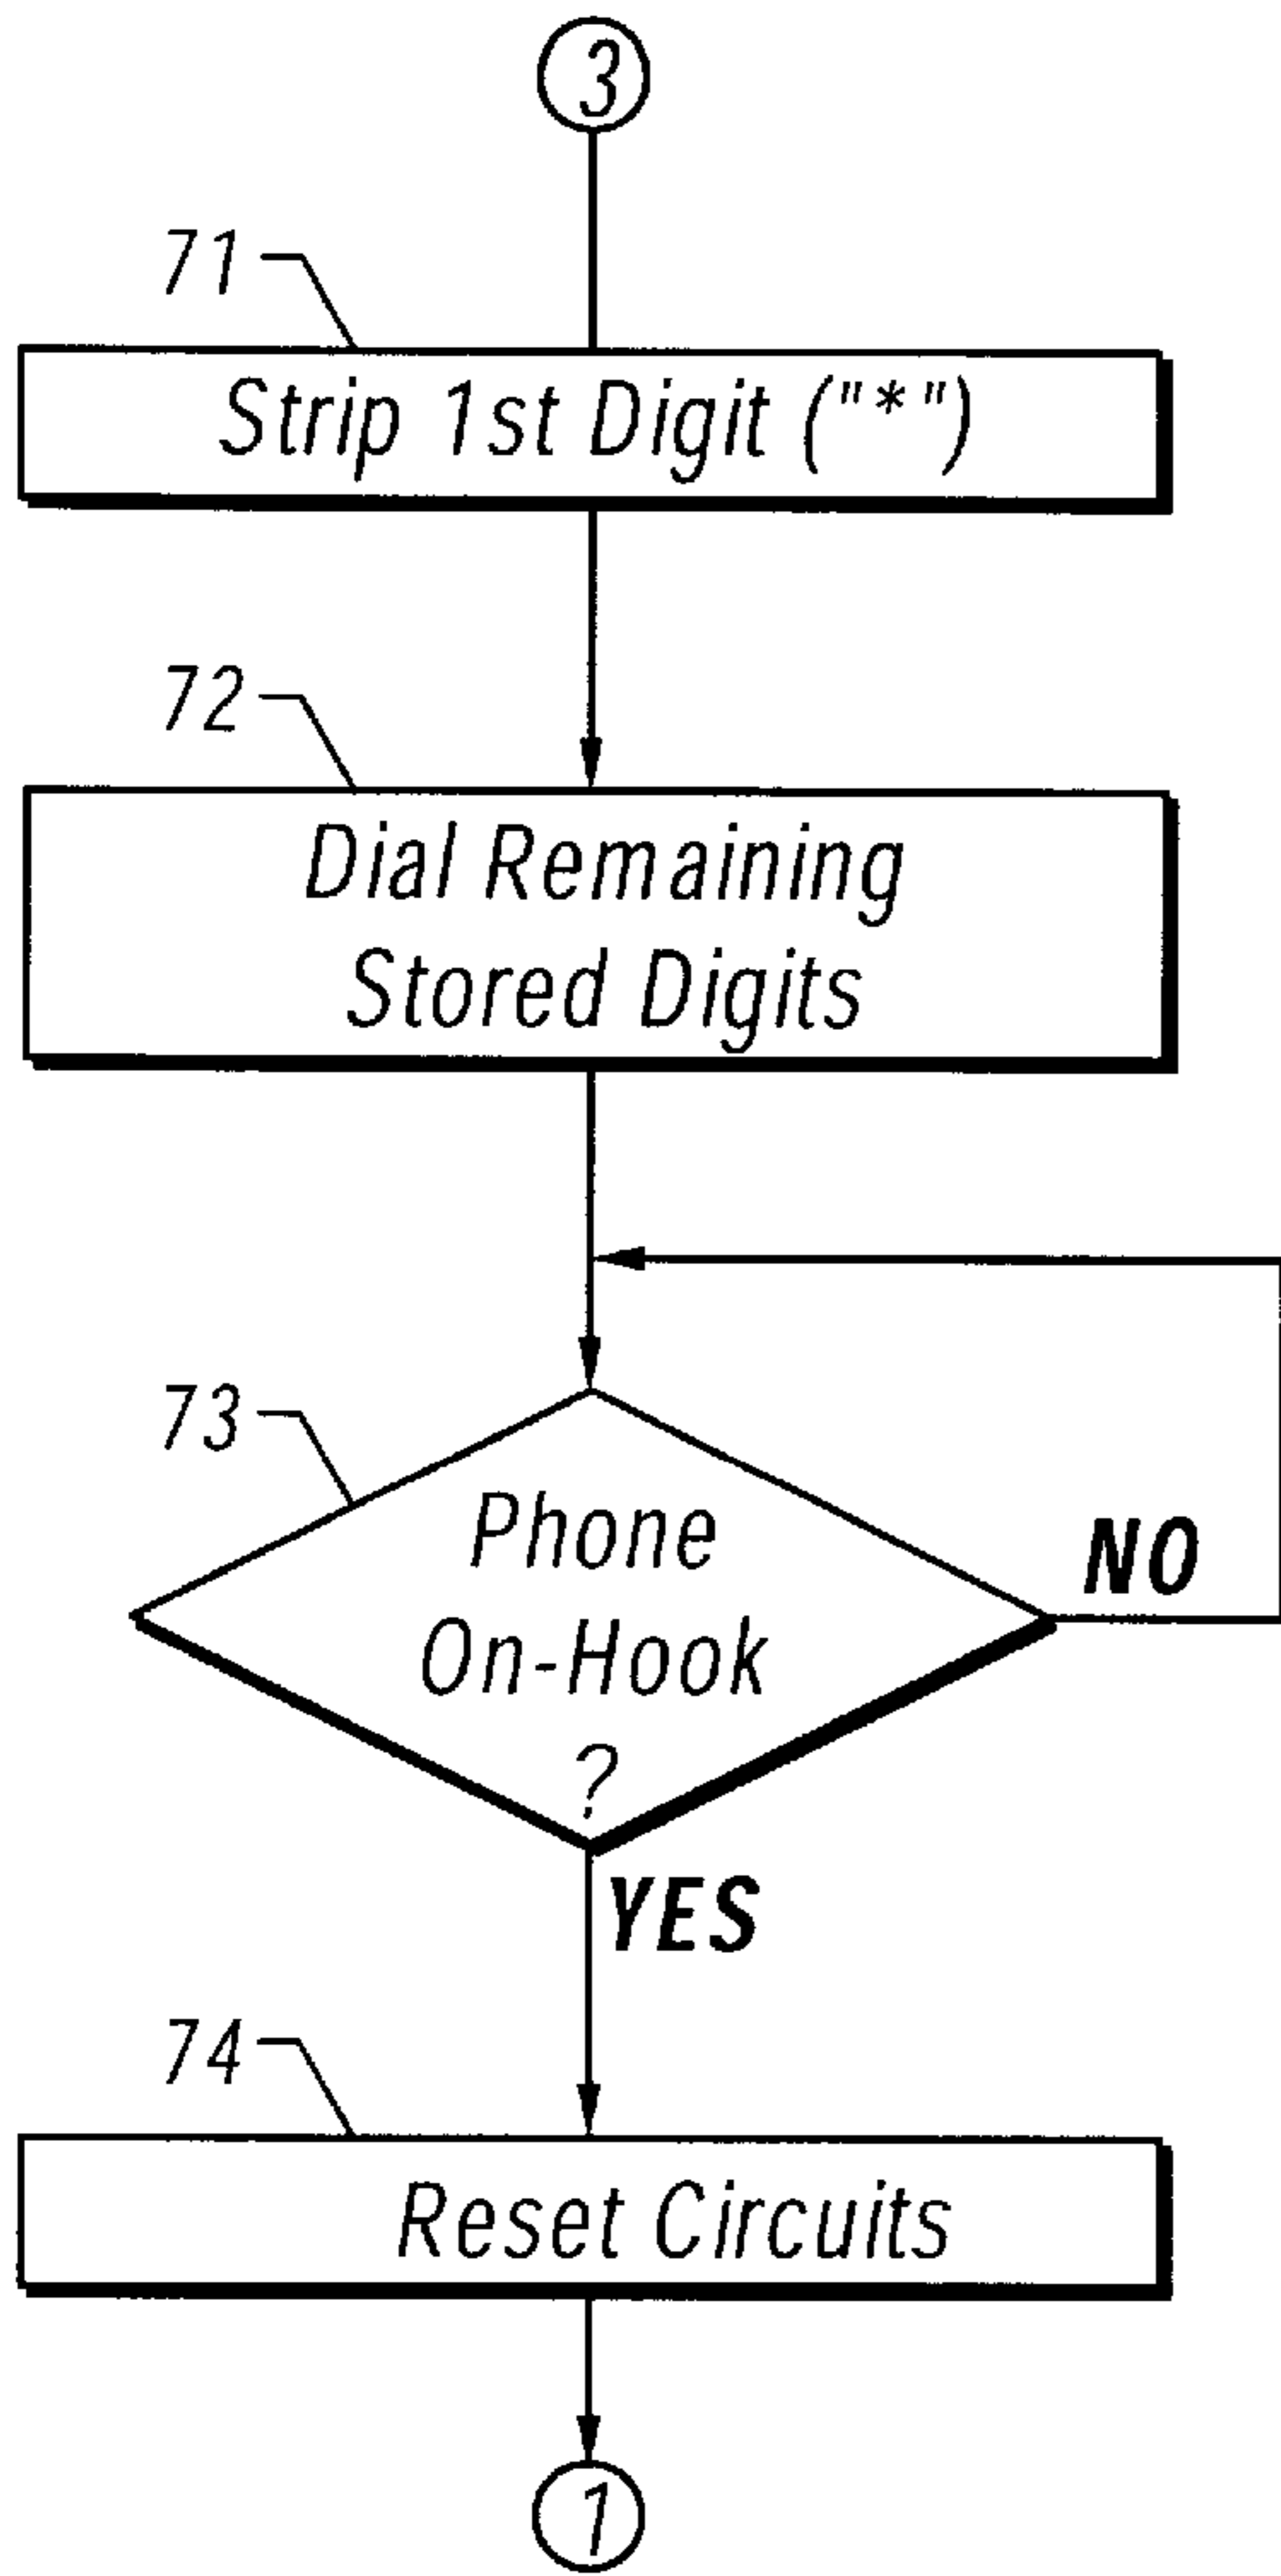 3
71
Strip 1st Digit ("*")
72
Dial Remaining
Stored Digits
73
Phone
On-Hook
?
NO
YES
74
Reset Circuits
1